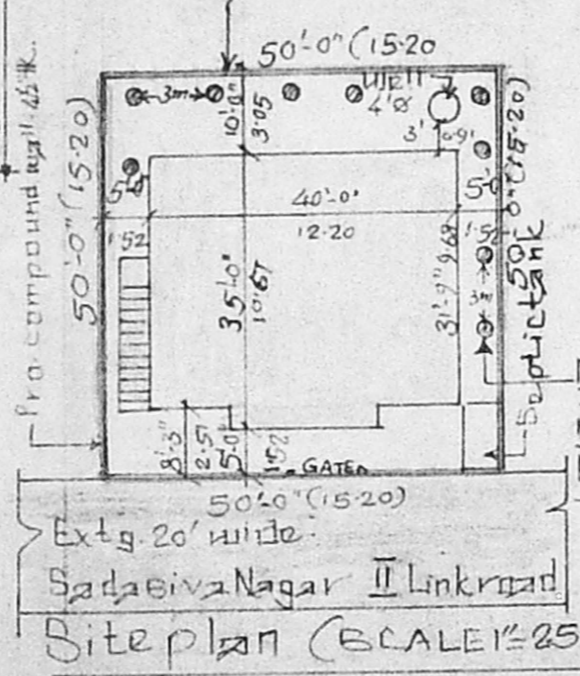 50'-0" (15.20
Pro. compound wall
50'-0" (15.20)
3m
10'-0"
3.05
well
4'Ø
3'
0.91
50'-0" (15.20)
5'-0"
1.52
40'-0"
12.20
5'-0"
1.52
35'-0"
10.67
31'-9" 9.68
3m
Septic tank
8'-3"
2.51
5'-0"
1.52
GATE
50'-0" (15.20)
Extg. 20' wide
Sadasiva Nagar II Link road
Site plan (SCALE 1"=25